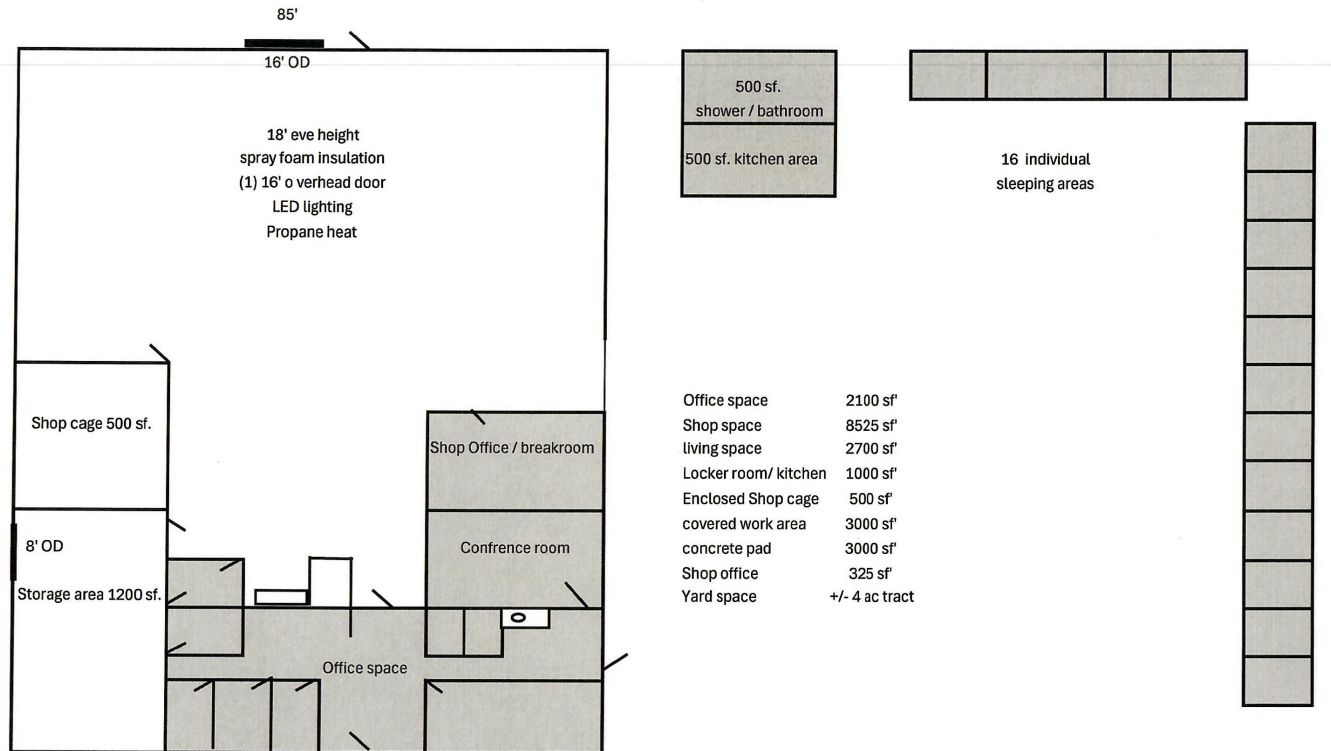 85'
16' OD
18' eve height
spray foam insulation
(1) 16' o verhead door
LED lighting
Propane heat
Shop cage 500 sf.
8' OD
Storage area 1200 sf.
Shop Office / breakroom
Confrence room
Office space
500 sf.
shower / bathroom
500 sf. kitchen area
16 individual
sleeping areas
Office space 2100 sf'
Shop space 8525 sf'
living space 2700 sf'
Locker room/ kitchen 1000 sf'
Enclosed Shop cage 500 sf'
covered work area 3000 sf'
concrete pad 3000 sf'
Shop office 325 sf'
Yard space +/- 4 ac tract